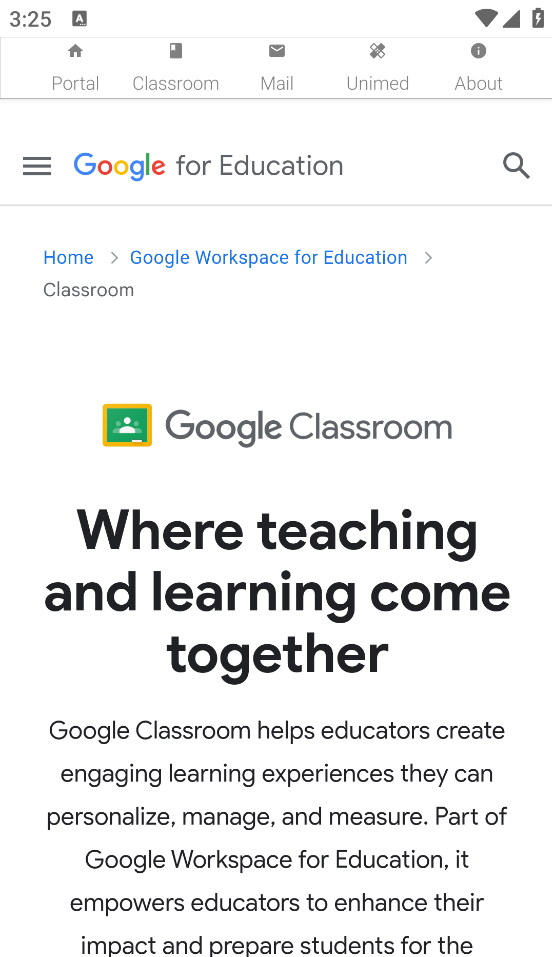 3:25
Portal Classroom Mail Unimed About
Google for Education
Home Google Workspace for Education
Classroom
Google Classroom
Where teaching
and learning come
together
Google Classroom helps educators create
engaging learning experiences they can
personalize, manage, and measure. Part of
Google Workspace for Education, it
empowers educators to enhance their
impact and prepare students for the